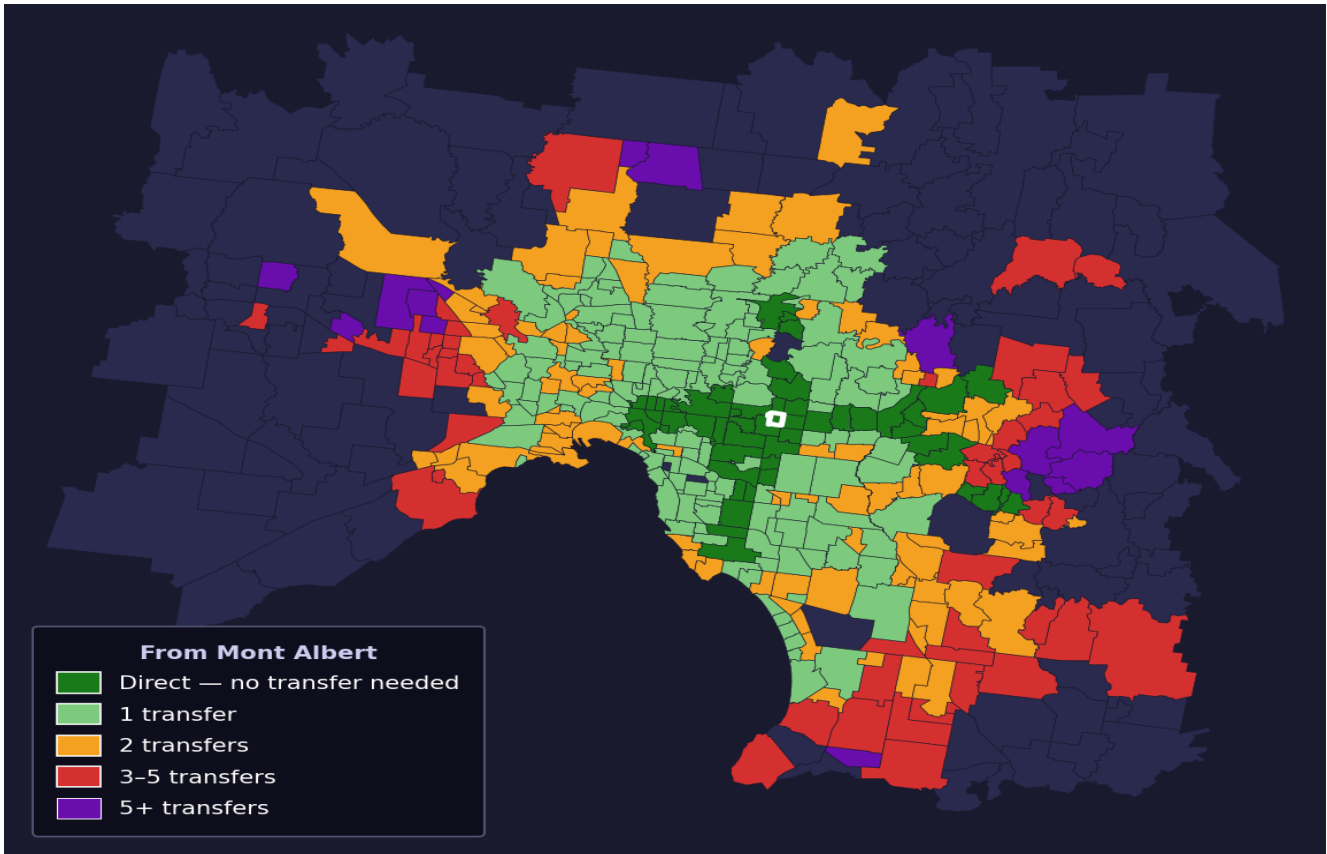 From Mont Albert
Direct — no transfer needed
1 transfer
2 transfers
3–5 transfers
5+ transfers